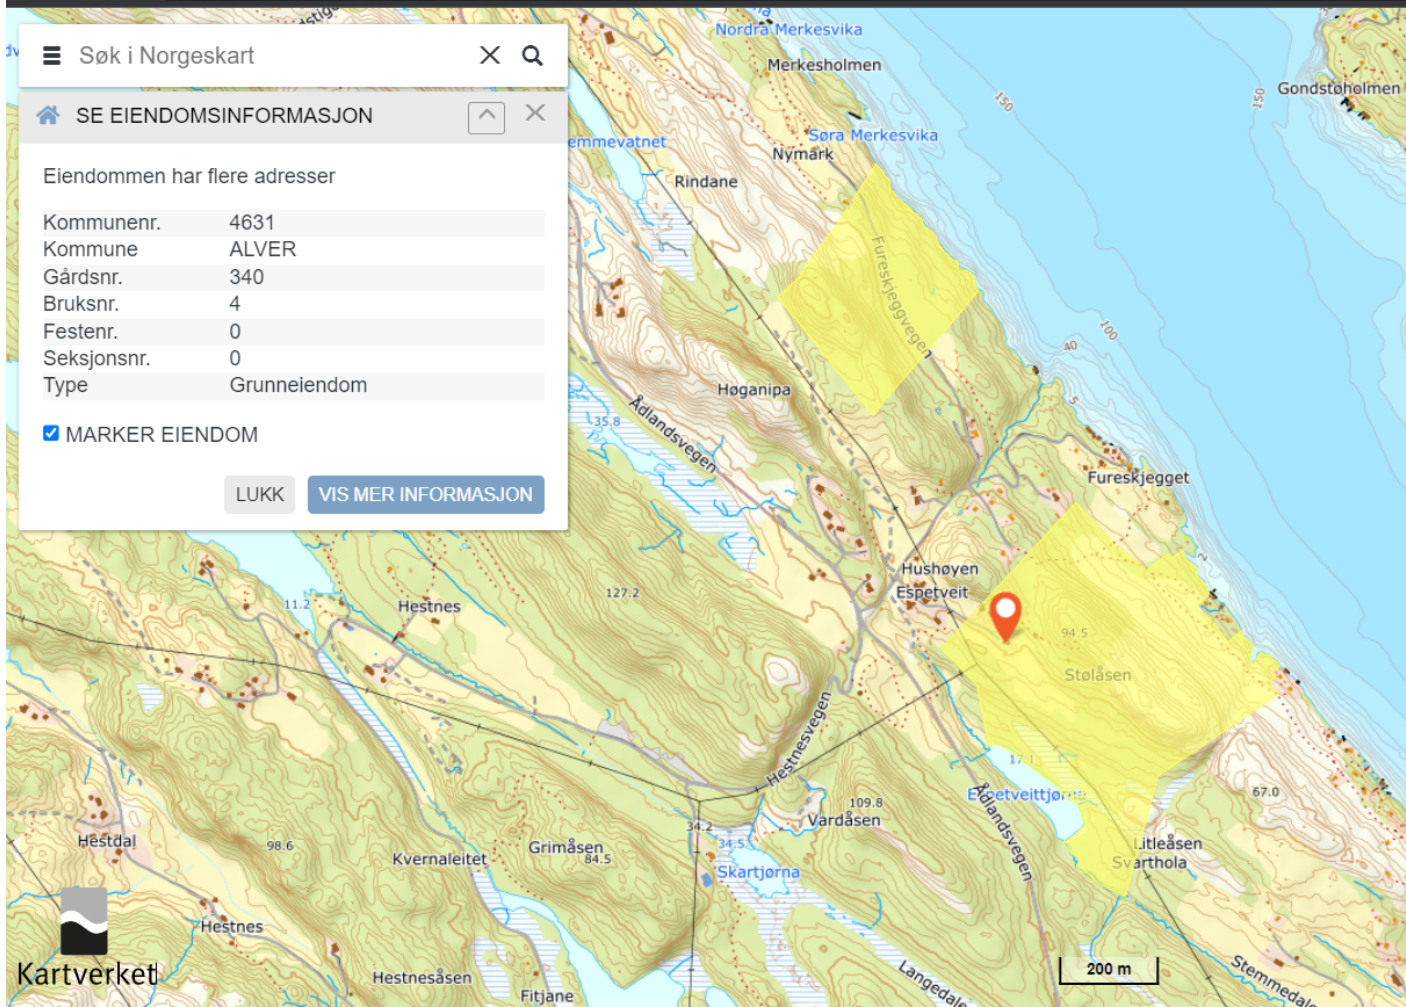 Søk i Norgeskart
SE EIENDOMSINFORMASJON
Eiendommen har flere adresser
Kommunenr. 4631
Kommune ALVER
Gårdsnr. 340
Bruksnr. 4
Festenr. 0
Seksjonsnr. 0
Type Grunneiendom
MARKER EIENDOM
LUKK
VIS MER INFORMASJON
Nordra Merkesvika
Merkesholmen
Gondstøholmen
150
150
Søra Merkesvika
Nymark
emmevatnet
Rindane
Fureskjeggvegen
100
40
5
Høganipa
35.8
Ådlandsvegen
Fureskjegget
Hushøyen
Espetveit
127.2
11.2
Hestnes
94.5
Stølåsen
Hestnesvegen
Ådlandsvegen
67.0
109.8
Vardåsen
34.2
34.5
Hestdal
98.6
Kvernaleitet
Grimåsen
84.5
Skartjørna
Litleåsen
Svarthola
Hestnes
Hestnesåsen
Fitjane
Kartverket
200 m